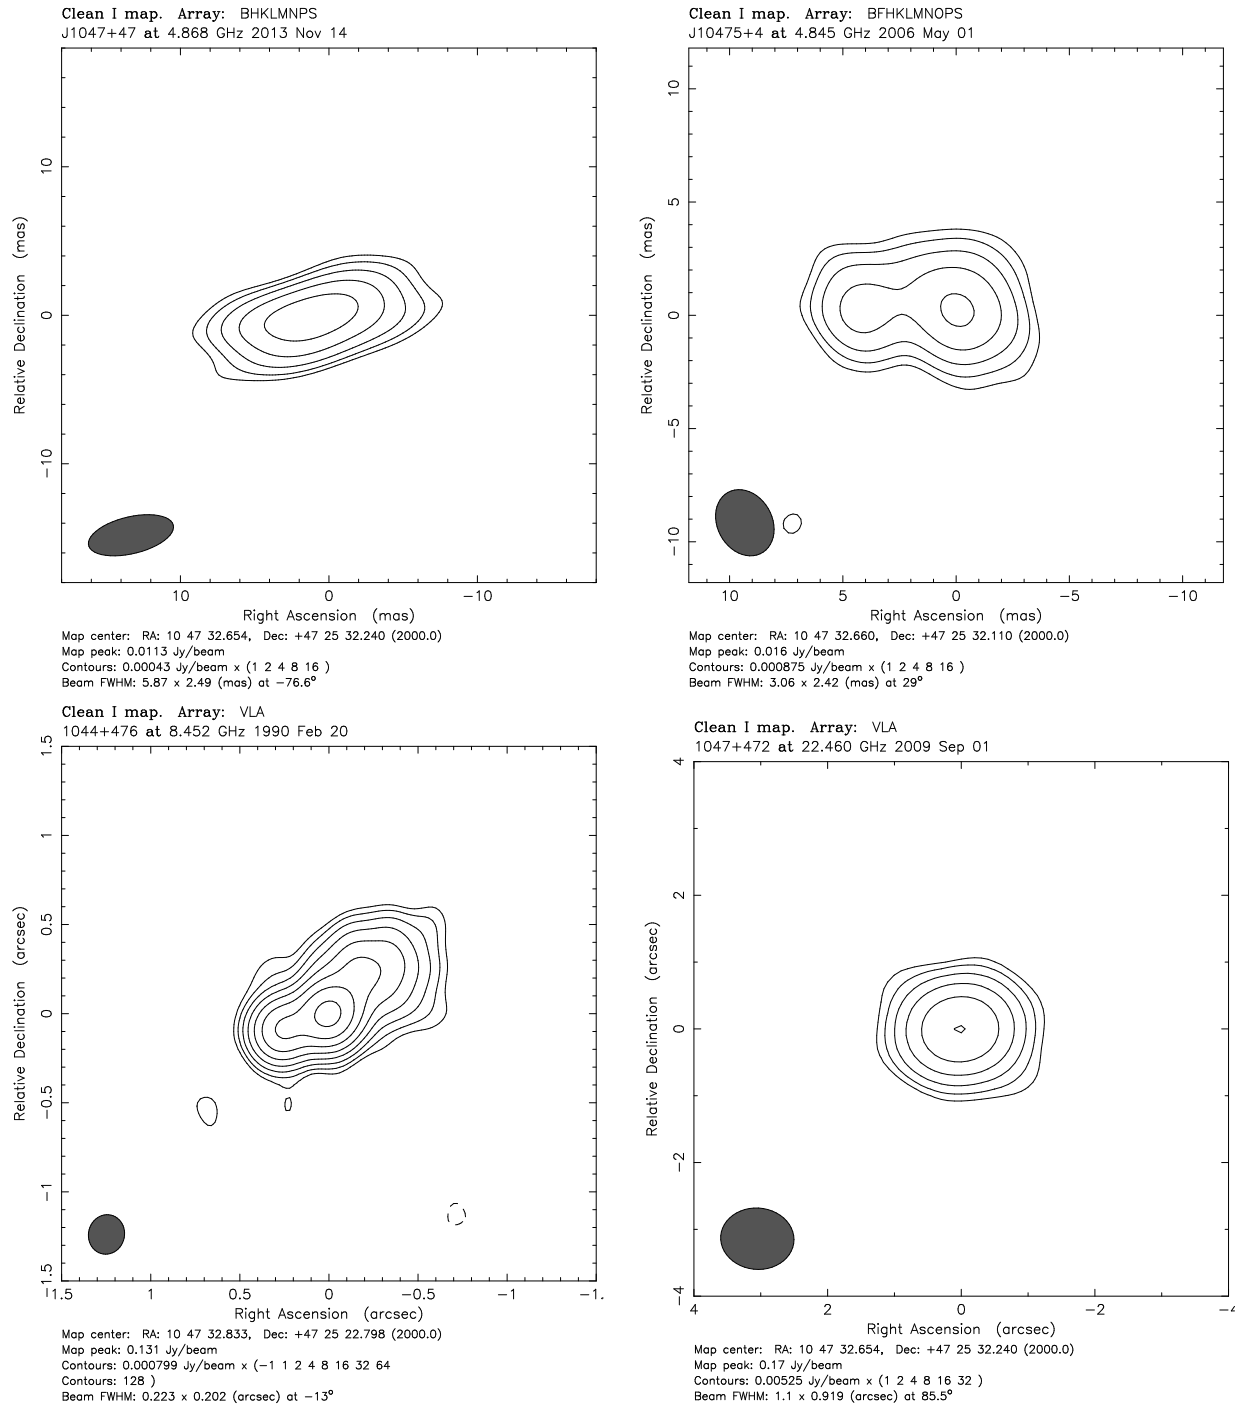 Clean I map. Array: BHKLMNPS
J1047+47 at 4.868 GHz 2013 Nov 14
10
0
−10
Relative Declination (mas)
10
0
−10
Right Ascension (mas)
Map center: RA: 10 47 32.654, Dec: +47 25 32.240 (2000.0)
Map peak: 0.0113 Jy/beam
Contours: 0.00043 Jy/beam x (1 2 4 8 16 )
Beam FWHM: 5.87 x 2.49 (mas) at −76.6°
Clean I map. Array: BFHKLMNOPS
J10475+4 at 4.845 GHz 2006 May 01
10
5
0
−5
−10
Relative Declination (mas)
10
5
0
−5
−10
Right Ascension (mas)
Map center: RA: 10 47 32.660, Dec: +47 25 32.110 (2000.0)
Map peak: 0.016 Jy/beam
Contours: 0.000875 Jy/beam x (1 2 4 8 16 )
Beam FWHM: 3.06 x 2.42 (mas) at 29°
Clean I map. Array: VLA
1044+476 at 8.452 GHz 1990 Feb 20
1.5
1
0.5
0
−0.5
−1
−1.5
Relative Declination (arcsec)
1.5
1
0.5
0
−0.5
−1
−1.
Right Ascension (arcsec)
Map center: RA: 10 47 32.833, Dec: +47 25 22.798 (2000.0)
Map peak: 0.131 Jy/beam
Contours: 0.000799 Jy/beam x (−1 1 2 4 8 16 32 64
Contours: 128 )
Beam FWHM: 0.223 x 0.202 (arcsec) at −13°
Clean I map. Array: VLA
1047+472 at 22.460 GHz 2009 Sep 01
4
2
0
−2
−4
Relative Declination (arcsec)
4
2
0
−2
−4
Right Ascension (arcsec)
Map center: RA: 10 47 32.654, Dec: +47 25 32.240 (2000.0)
Map peak: 0.17 Jy/beam
Contours: 0.00525 Jy/beam x (1 2 4 8 16 32 )
Beam FWHM: 1.1 x 0.919 (arcsec) at 85.5°